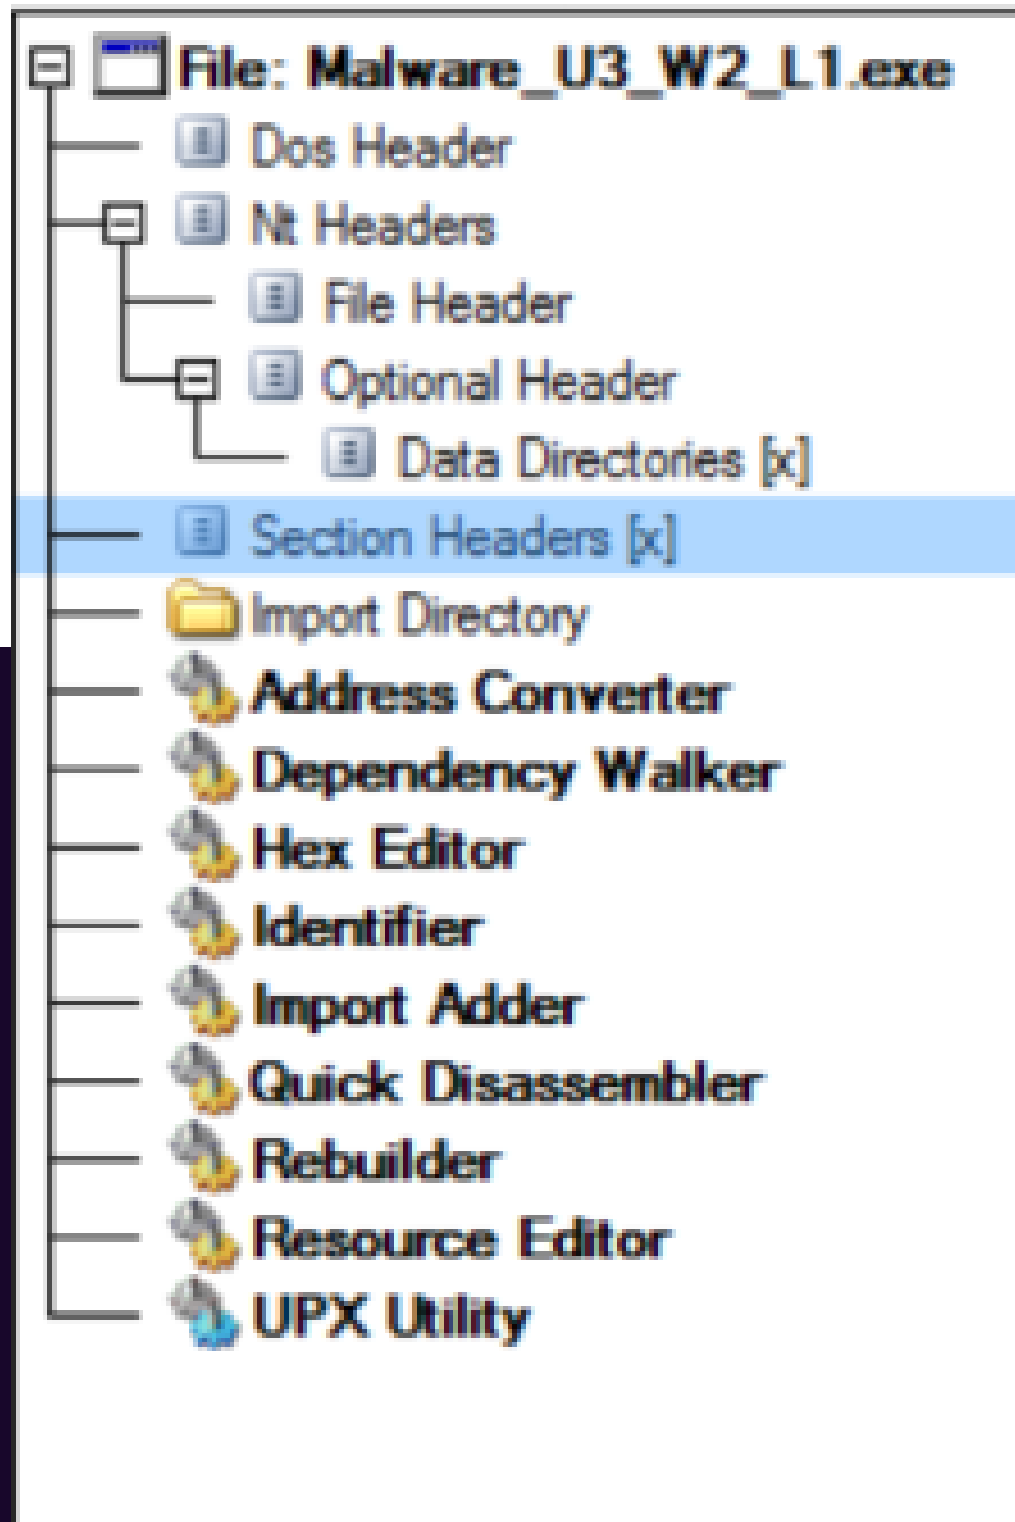 File: Malware_U3_W2_L1.exe
Dos Header
Nt Headers
File Header
Optional Header
Data Directories [x]
Section Headers [x]
Import Directory
Address Converter
Dependency Walker
Hex Editor
Identifier
Import Adder
Quick Disassembler
Rebuilder
Resource Editor
UPX Utility